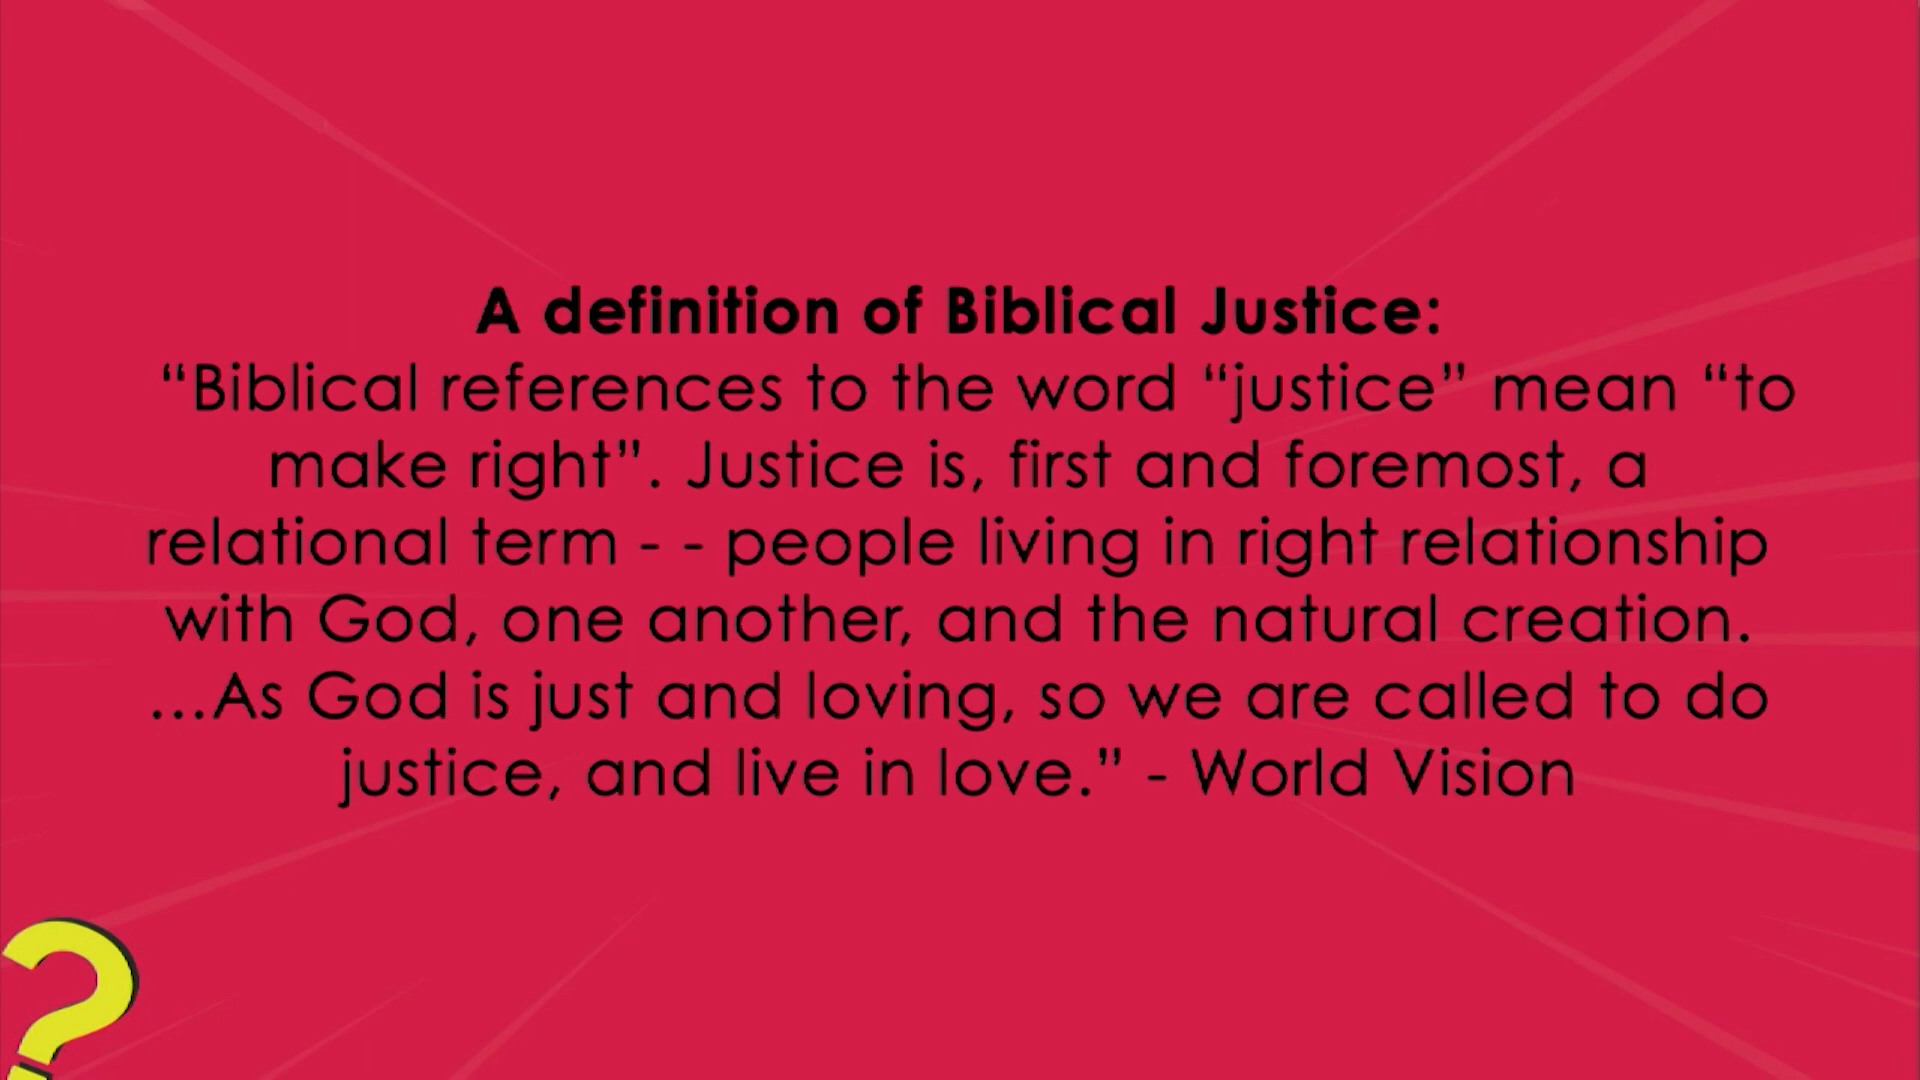 A definition of Biblical Justice:
“Biblical references to the word “justice” mean “to
make right”. Justice is, first and foremost, a
relational term - - people living in right relationship
with God, one another, and the natural creation.
...As God is just and loving, so we are called to do
justice, and live in love.” - World Vision
?